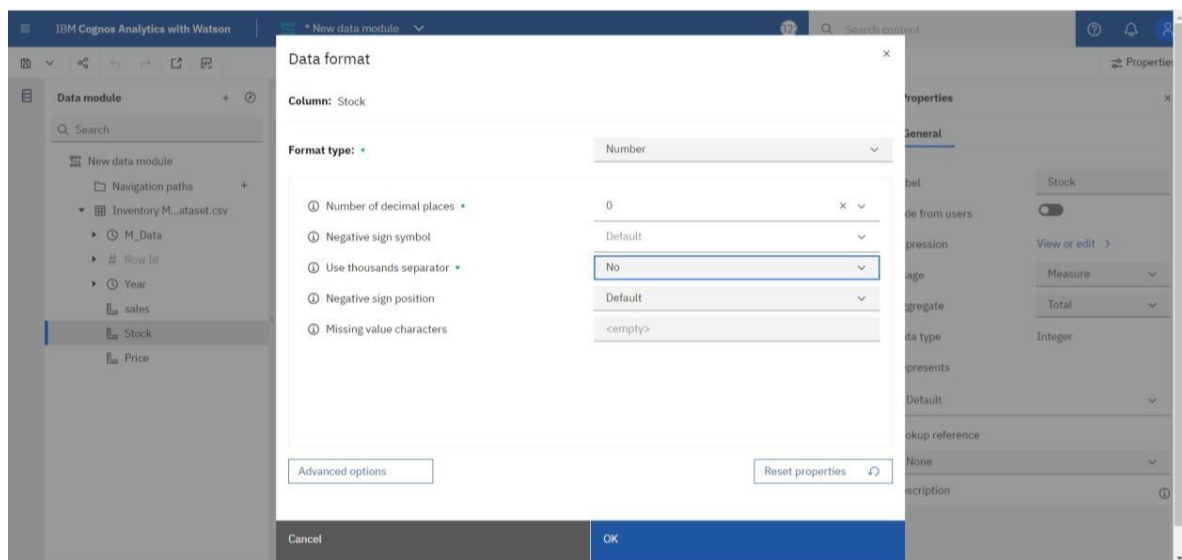 IBM Cognos Analytics with Watson
* New data module
Search content
Data format
Properties
Data module
Column: Stock
Properties
General
Search
Format type:
Number
New data module
Navigation paths
Inventory M...ataset.csv
M_Data
# Row Id
Year
sales
Stock
Price
Number of decimal places
0
Negative sign symbol
Default
Use thousands separator
No
Negative sign position
Default
Missing value characters
<empty>
bel
Stock
de from users
pression
View or edit
age
Measure
gregate
Total
ta type
Integer
presents
Default
okup reference
None
scription
Advanced options
Reset properties
Cancel
OK